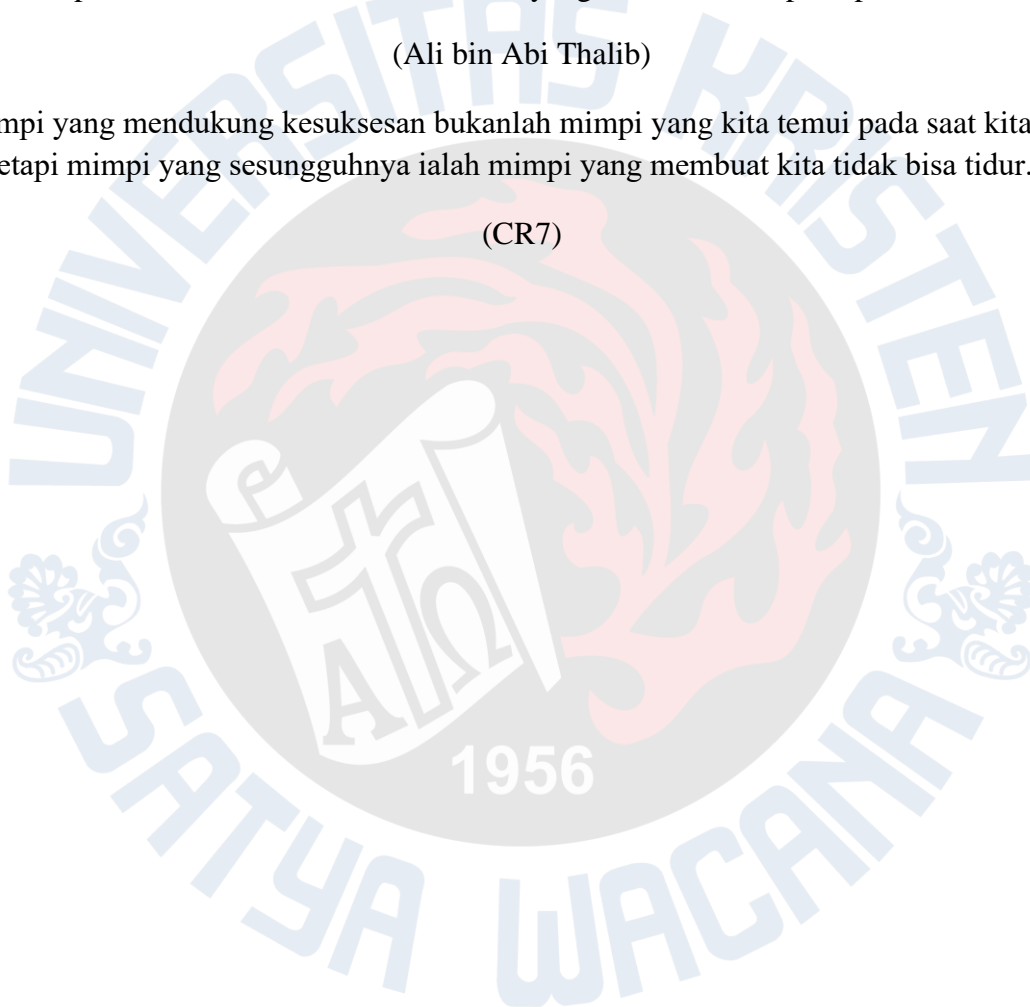 (Ali bin Abi Thalib)
mpi yang mendukung kesuksesan bukanlah mimpi yang kita temui pada saat kita
etapi mimpi yang sesungguhnya ialah mimpi yang membuat kita tidak bisa tidur.
(CR7)
UNIVERSITAS KRISTEN
A Ω
1956
SATYA WACANA